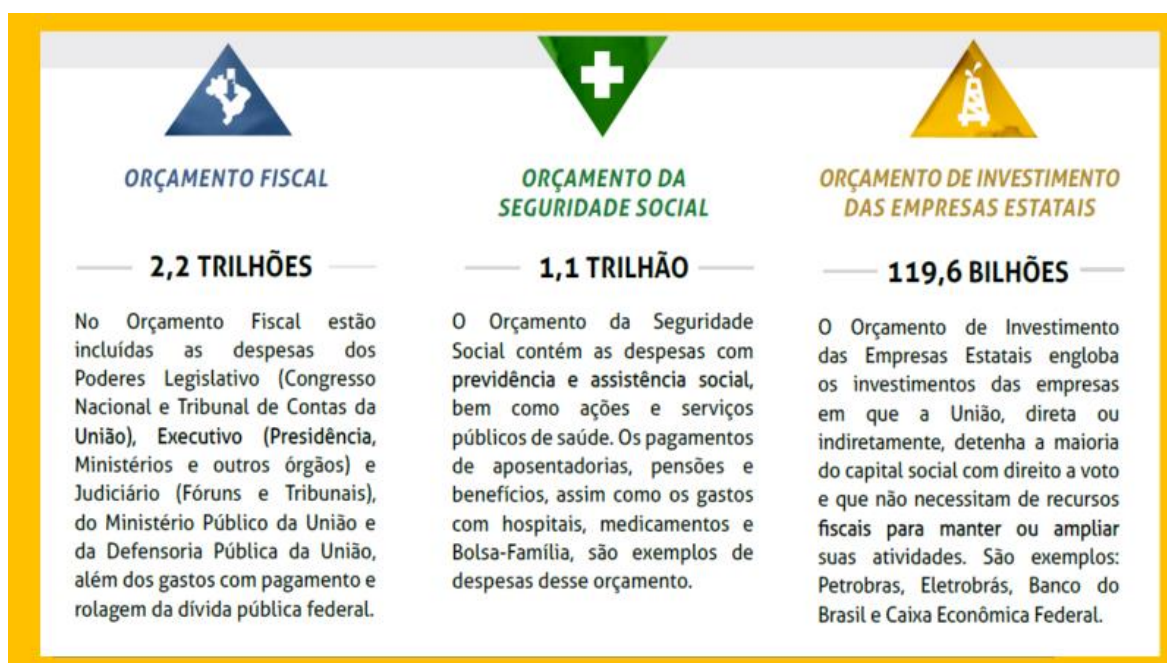 ORÇAMENTO FISCAL
2,2 TRILHÕES
No Orçamento Fiscal estão
incluídas as despesas dos
Poderes Legislativo (Congresso
Nacional e Tribunal de Contas da
União), Executivo (Presidência,
Ministérios e outros órgãos) e
Judiciário (Fóruns e Tribunais),
do Ministério Público da União e
da Defensoria Pública da União,
além dos gastos com pagamento e
rolagem da dívida pública federal.
ORÇAMENTO DA
SEGURIDADE SOCIAL
1,1 TRILHÃO
O Orçamento da Seguridade
Social contém as despesas com
previdência e assistência social,
bem como ações e serviços
públicos de saúde. Os pagamentos
de aposentadorias, pensões e
benefícios, assim como os gastos
com hospitais, medicamentos e
Bolsa-Família, são exemplos de
despesas desse orçamento.
ORÇAMENTO DE INVESTIMENTO
DAS EMPRESAS ESTATAIS
119,6 BILHÕES
O Orçamento de Investimento
das Empresas Estatais engloba
os investimentos das empresas
em que a União, direta ou
indiretamente, detenha a maioria
do capital social com direito a voto
e que não necessitam de recursos
fiscais para manter ou ampliar
suas atividades. São exemplos:
Petrobras, Eletrobrás, Banco do
Brasil e Caixa Econômica Federal.